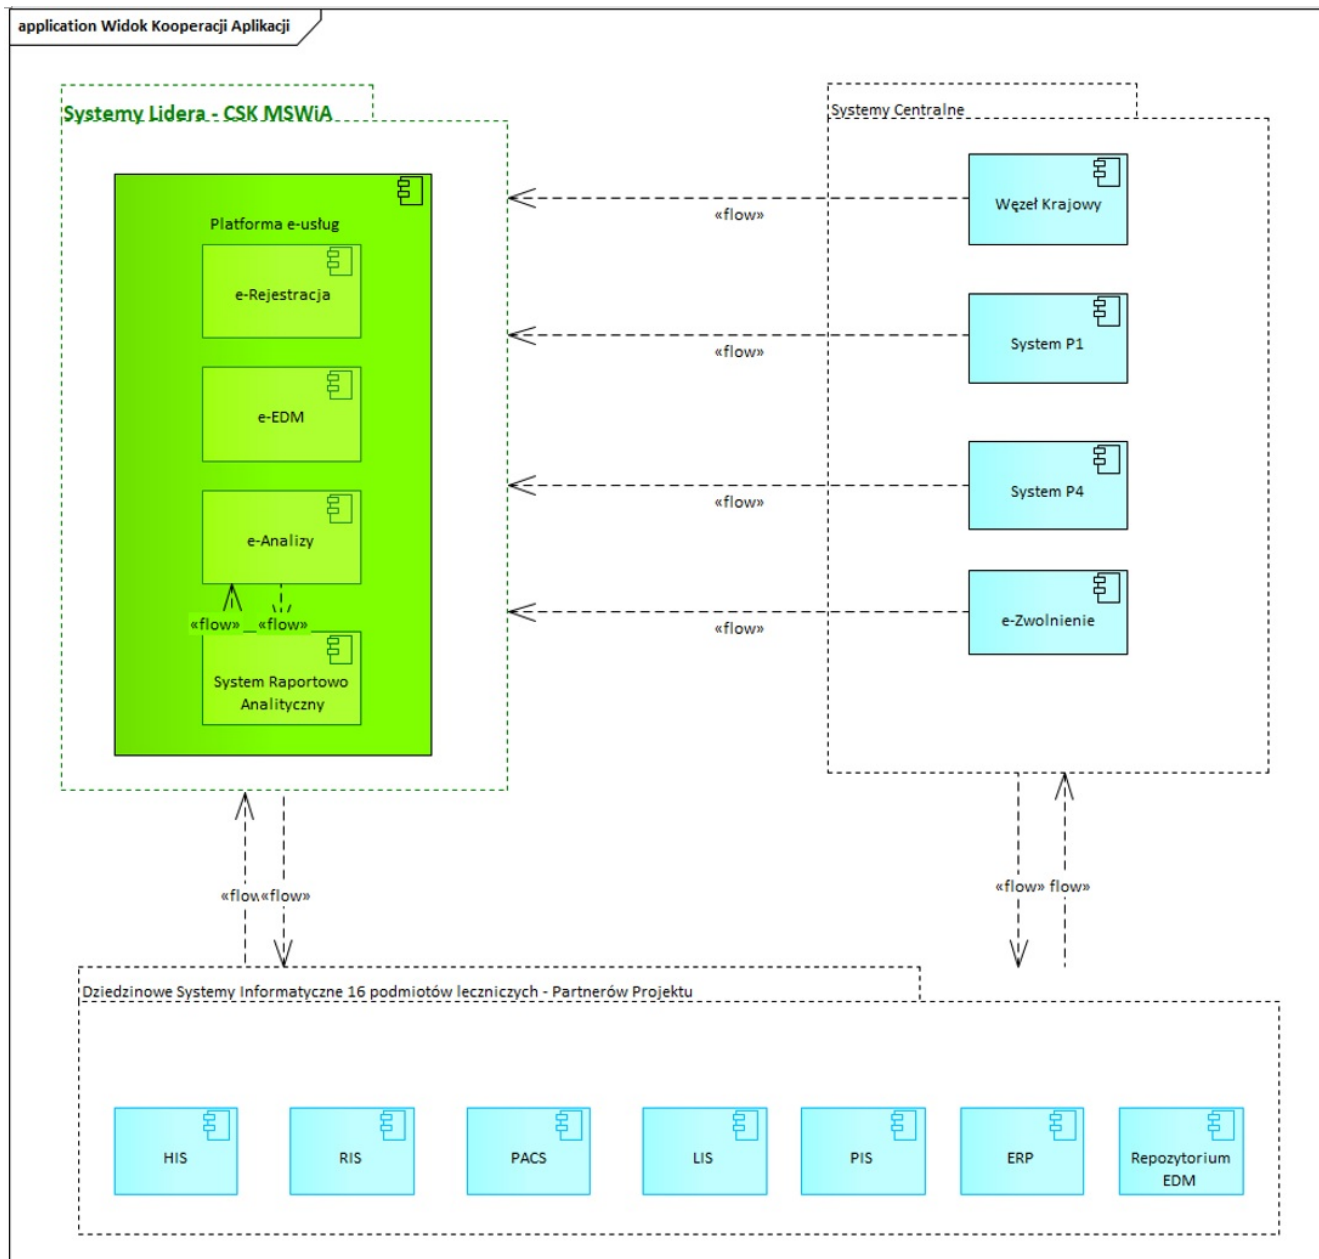 application Widok Kooperacji Aplikacji
Systemy Lidera - CSK MSWiA
Platforma e-usług
e-Rejestracja
e-EDM
e-Analizy
«flow»
«flow»
System Raportowo
Analityczny
Systemy Centralne
Węzeł Krajowy
«flow»
System P1
«flow»
System P4
«flow»
e-Zwolnienie
«flow»
«flow
«flow»
«flow»
flow»
Dziedzinowe Systemy Informatyczne 16 podmiotów leczniczych - Partnerów Projektu
HIS
RIS
PACS
LIS
PIS
ERP
Repozytorium
EDM